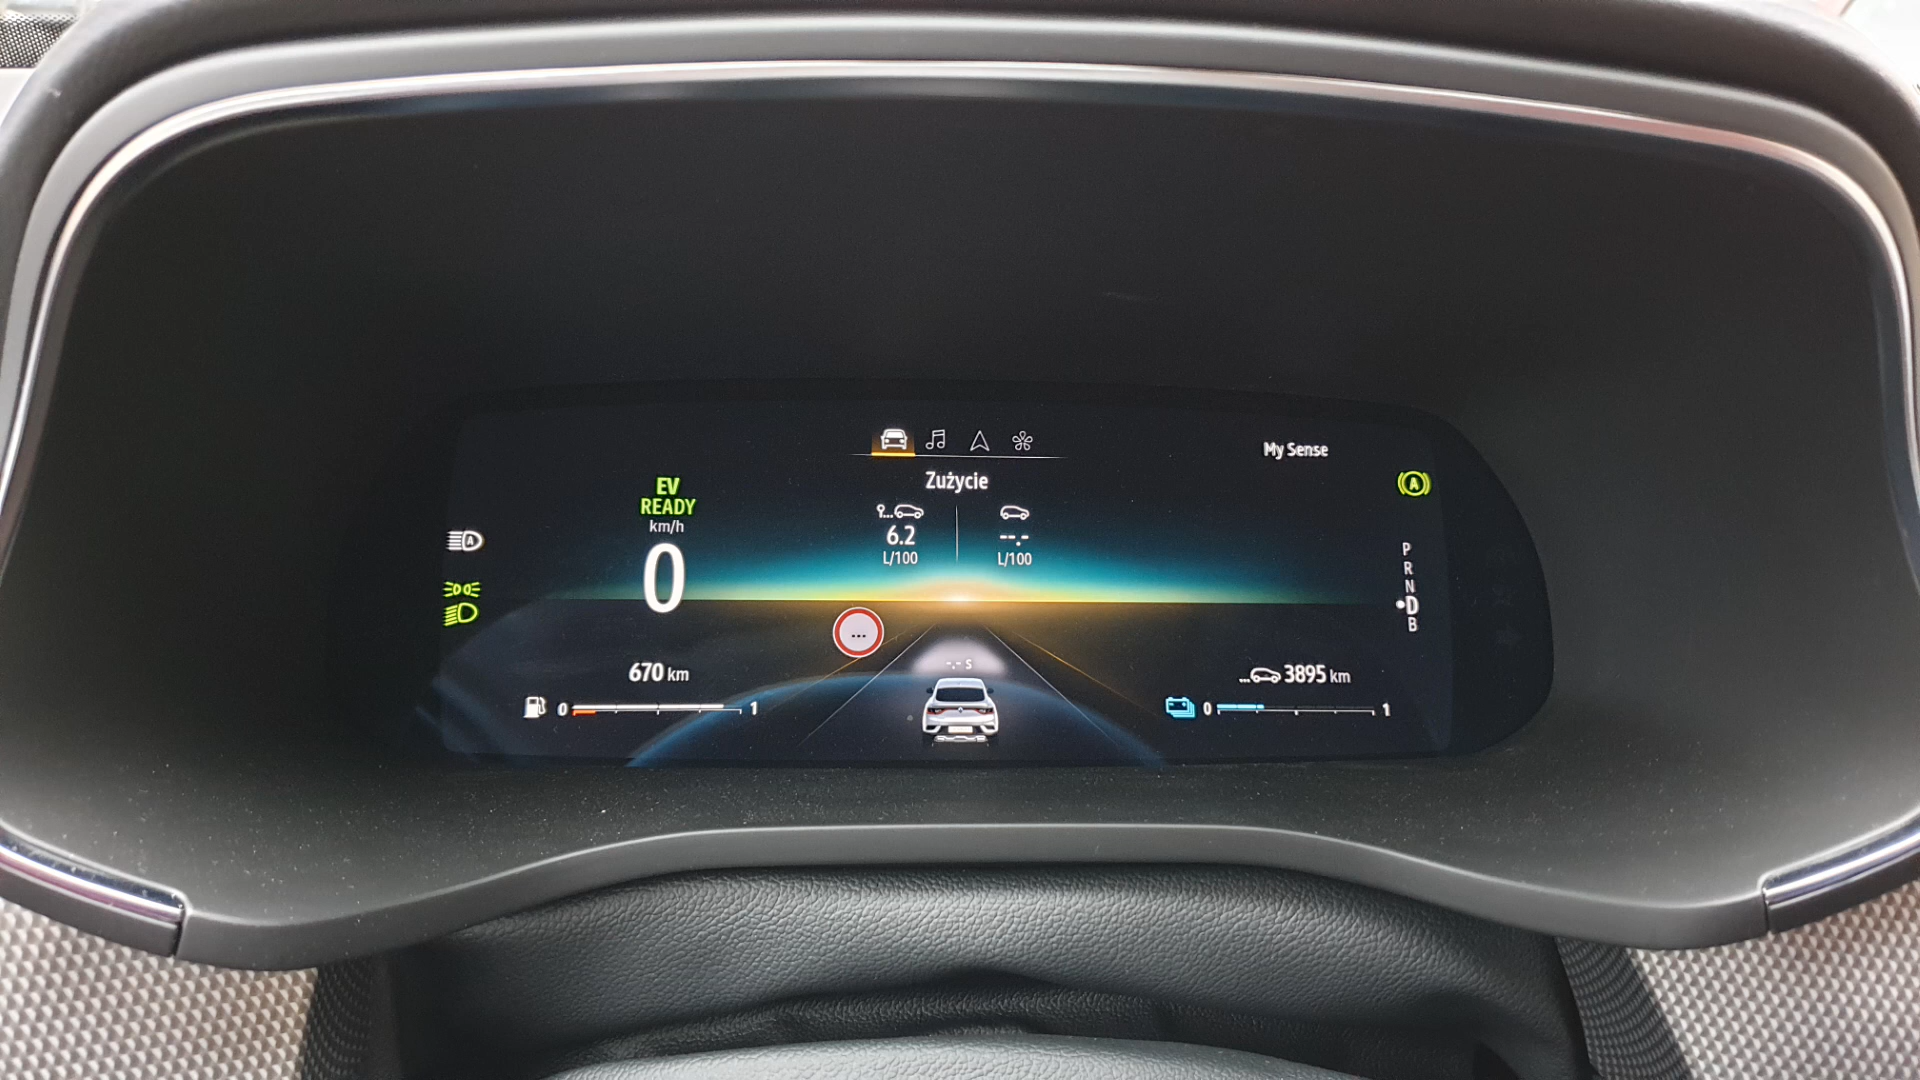 My Sense
Zużycie
EV
READY
km/h
0
6.2
--.-
L/100
L/100
A
A
P
R
N
D
B
...
-.- s
670 km
...3895 km
0 1
0 1